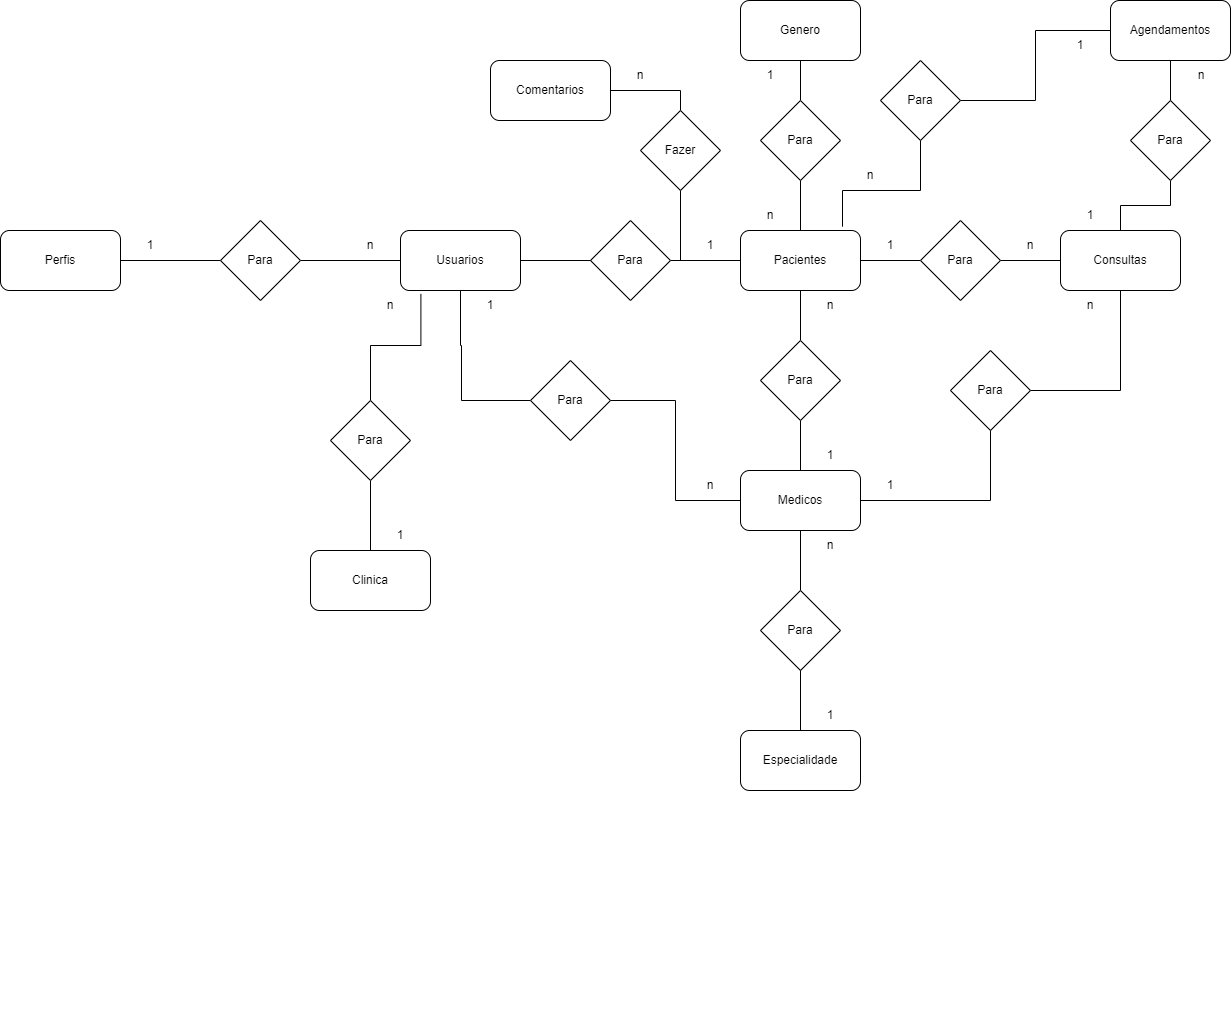 Genero
Agendamentos
1
n
1
n
Comentarios
Para
Fazer
Para
Para
n
n
1
Perfis
1
Para
n
Usuarios
Para
1
Pacientes
1
Para
n
Consultas
n
1
n
n
Para
Para
Para
Para
1
n
Medicos
1
1
n
Clinica
Para
1
Especialidade